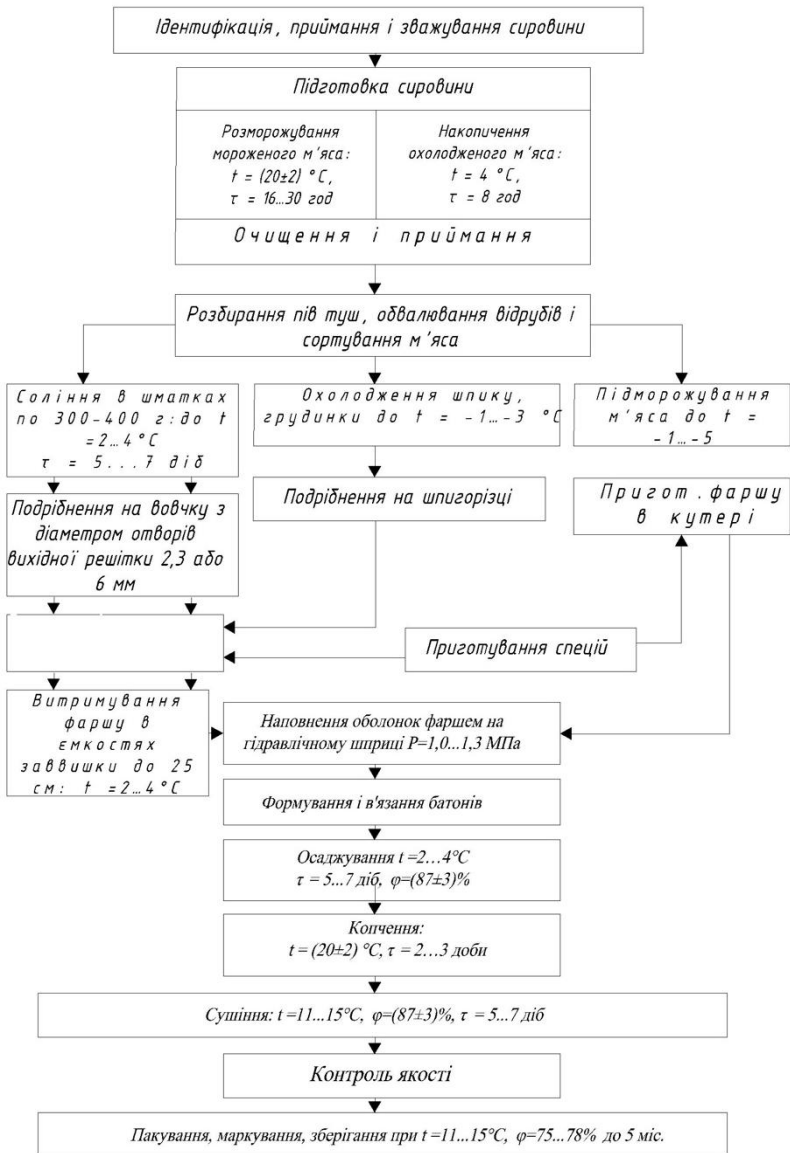 Ідентифікація, приймання і зважування сировини
Підготовка сировини
Розморожування
мороженого м'яса:
t = (20±2) °С,
τ = 16...30 год
Накопичення
охолодженого м'яса:
t = 4 °С,
τ = 8 год
Очищення і приймання
Розбирання пів туш, обвалювання відрубів і
сортування м'яса
Соління в шматках
по 300-400 г: до t
=2...4°С
τ = 5...7 діб
Охолодження шпику,
грудинки до t = -1...-3 °С
Підморожування
м'яса до t =
-1...-5
Подрібнення на вовчку з
діаметром отворів
вихідної решітки 2,3 або
6 мм
Подрібнення на шпигорізці
Пригот. фаршу
в кутері
Приготування спецій
Витримування
фаршу в
ємкостях
заввишки до 25
см: t =2...4°С
Наповнення оболонок фаршем на
гідравлічному шприці Р=1,0...1,3 МПа
Формування і в'язання батонів
Осаджування t =2...4°С
τ = 5...7 діб, φ=(87±3)%
Копчення:
t = (20±2) °С, τ = 2...3 доби
Сушіння: t =11...15°С, φ=(87±3)%, τ = 5...7 діб
Контроль якості
Пакування, маркування, зберігання при t =11...15°С, φ=75...78% до 5 міс.